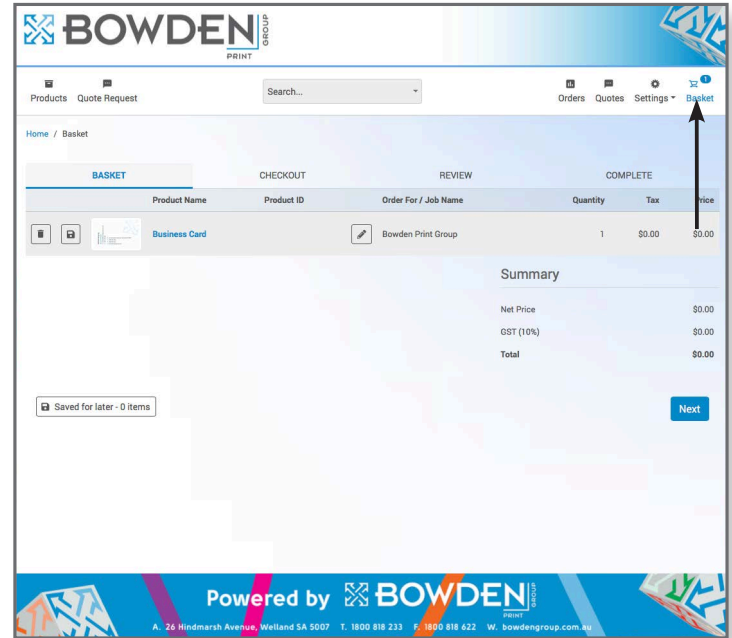 BOWDEN
PRINT
GROUP
Products Quote Request
Search...
Orders Quotes Settings Basket
1
Home / Basket
BASKET CHECKOUT REVIEW COMPLETE
Product Name Product ID Order For / Job Name Quantity Tax Price
Business Card Bowden Print Group 1 $0.00 $0.00
Summary
Net Price $0.00
GST (10%) $0.00
Total $0.00
Saved for later - 0 items
Next
Powered by BOWDEN
PRINT
GROUP
A. 26 Hindmarsh Avenue, Welland SA 5007 T. 1800 818 233 F. 1800 818 622 W. bowdengroup.com.au